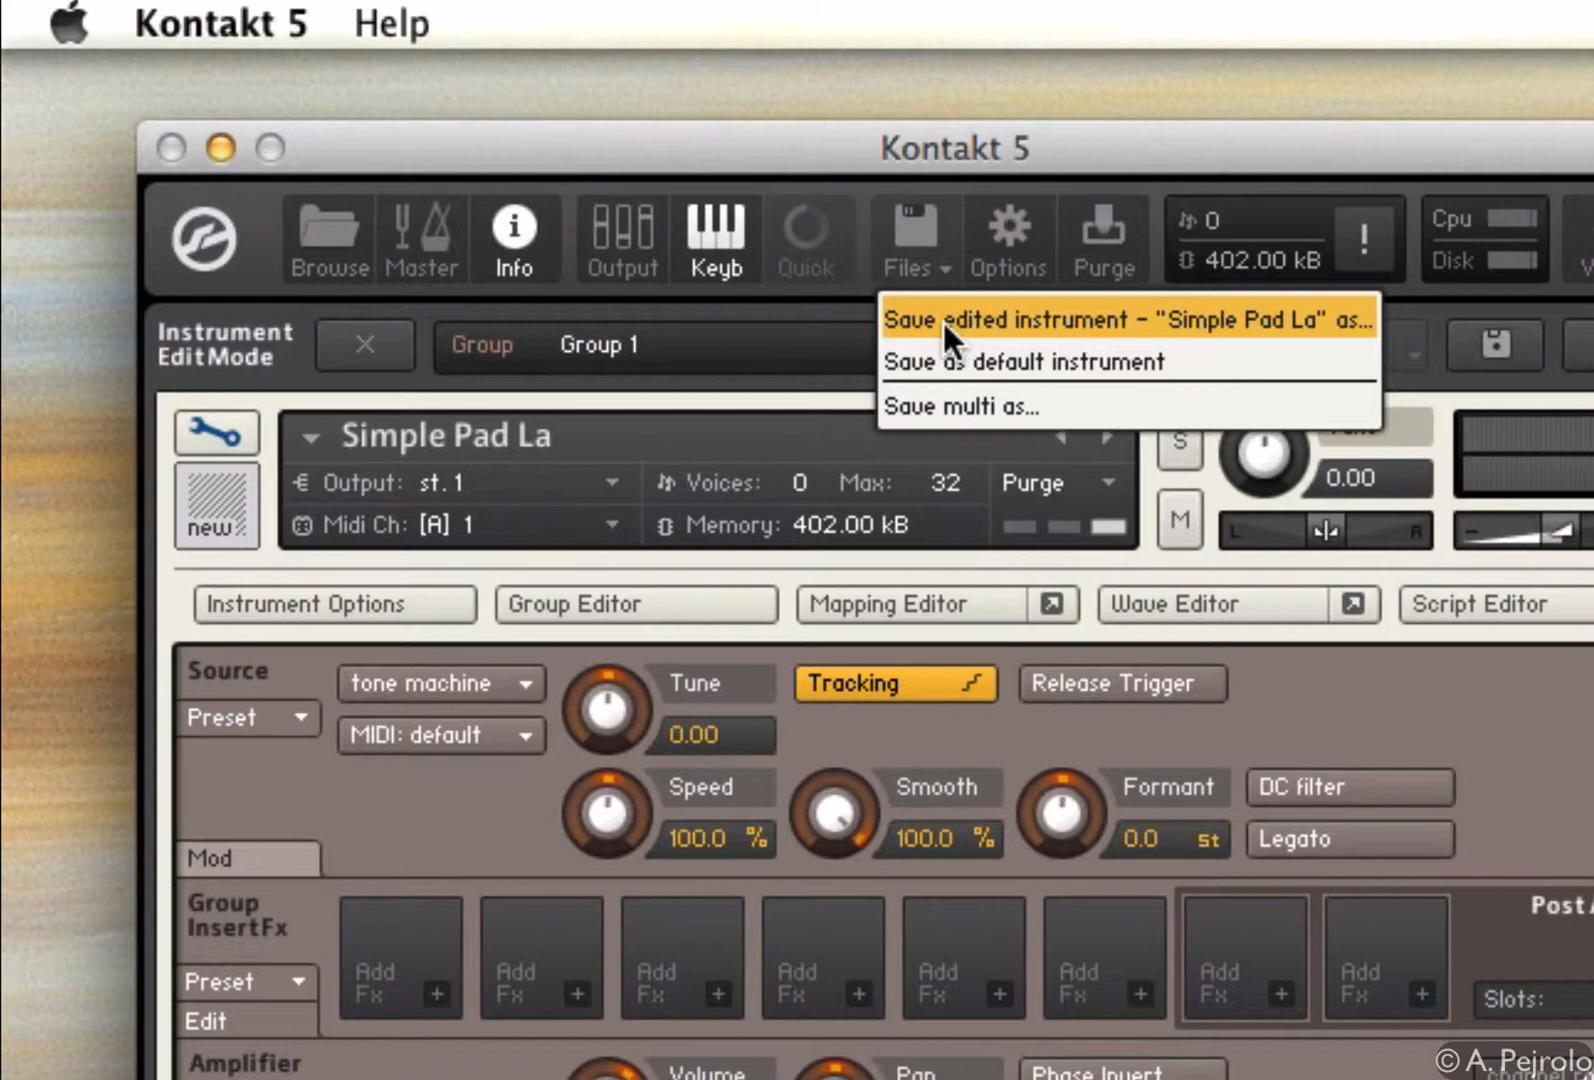 Kontakt 5 Help
Kontakt 5
Browse Master Info Output Keyb Quick Files Options Purge
0
402.00 kB
!
Cpu
Disk
Instrument
Edit Mode
Group Group 1
Save edited instrument - "Simple Pad La" as...
Save as default instrument
Save multi as...
Simple Pad La
S
0.00
Output: st. 1 Voices: 0 Max: 32 Purge
new
Midi Ch: [A] 1 Memory: 402.00 kB
M
L R
Instrument Options Group Editor Mapping Editor Wave Editor Script Editor
Source
tone machine Tune Tracking Release Trigger
Preset
MIDI: default 0.00
Speed Smooth Formant DC filter
100.0 % 100.0 % 0.0 st Legato
Mod
Group
InsertFx
Post
Add Add Add Add Add Add Add Add
Fx Fx Fx Fx Fx Fx Fx Fx
Preset
Slots:
Edit
Amplifier
Volume Pan Phase Invert
© A. Pejrolo